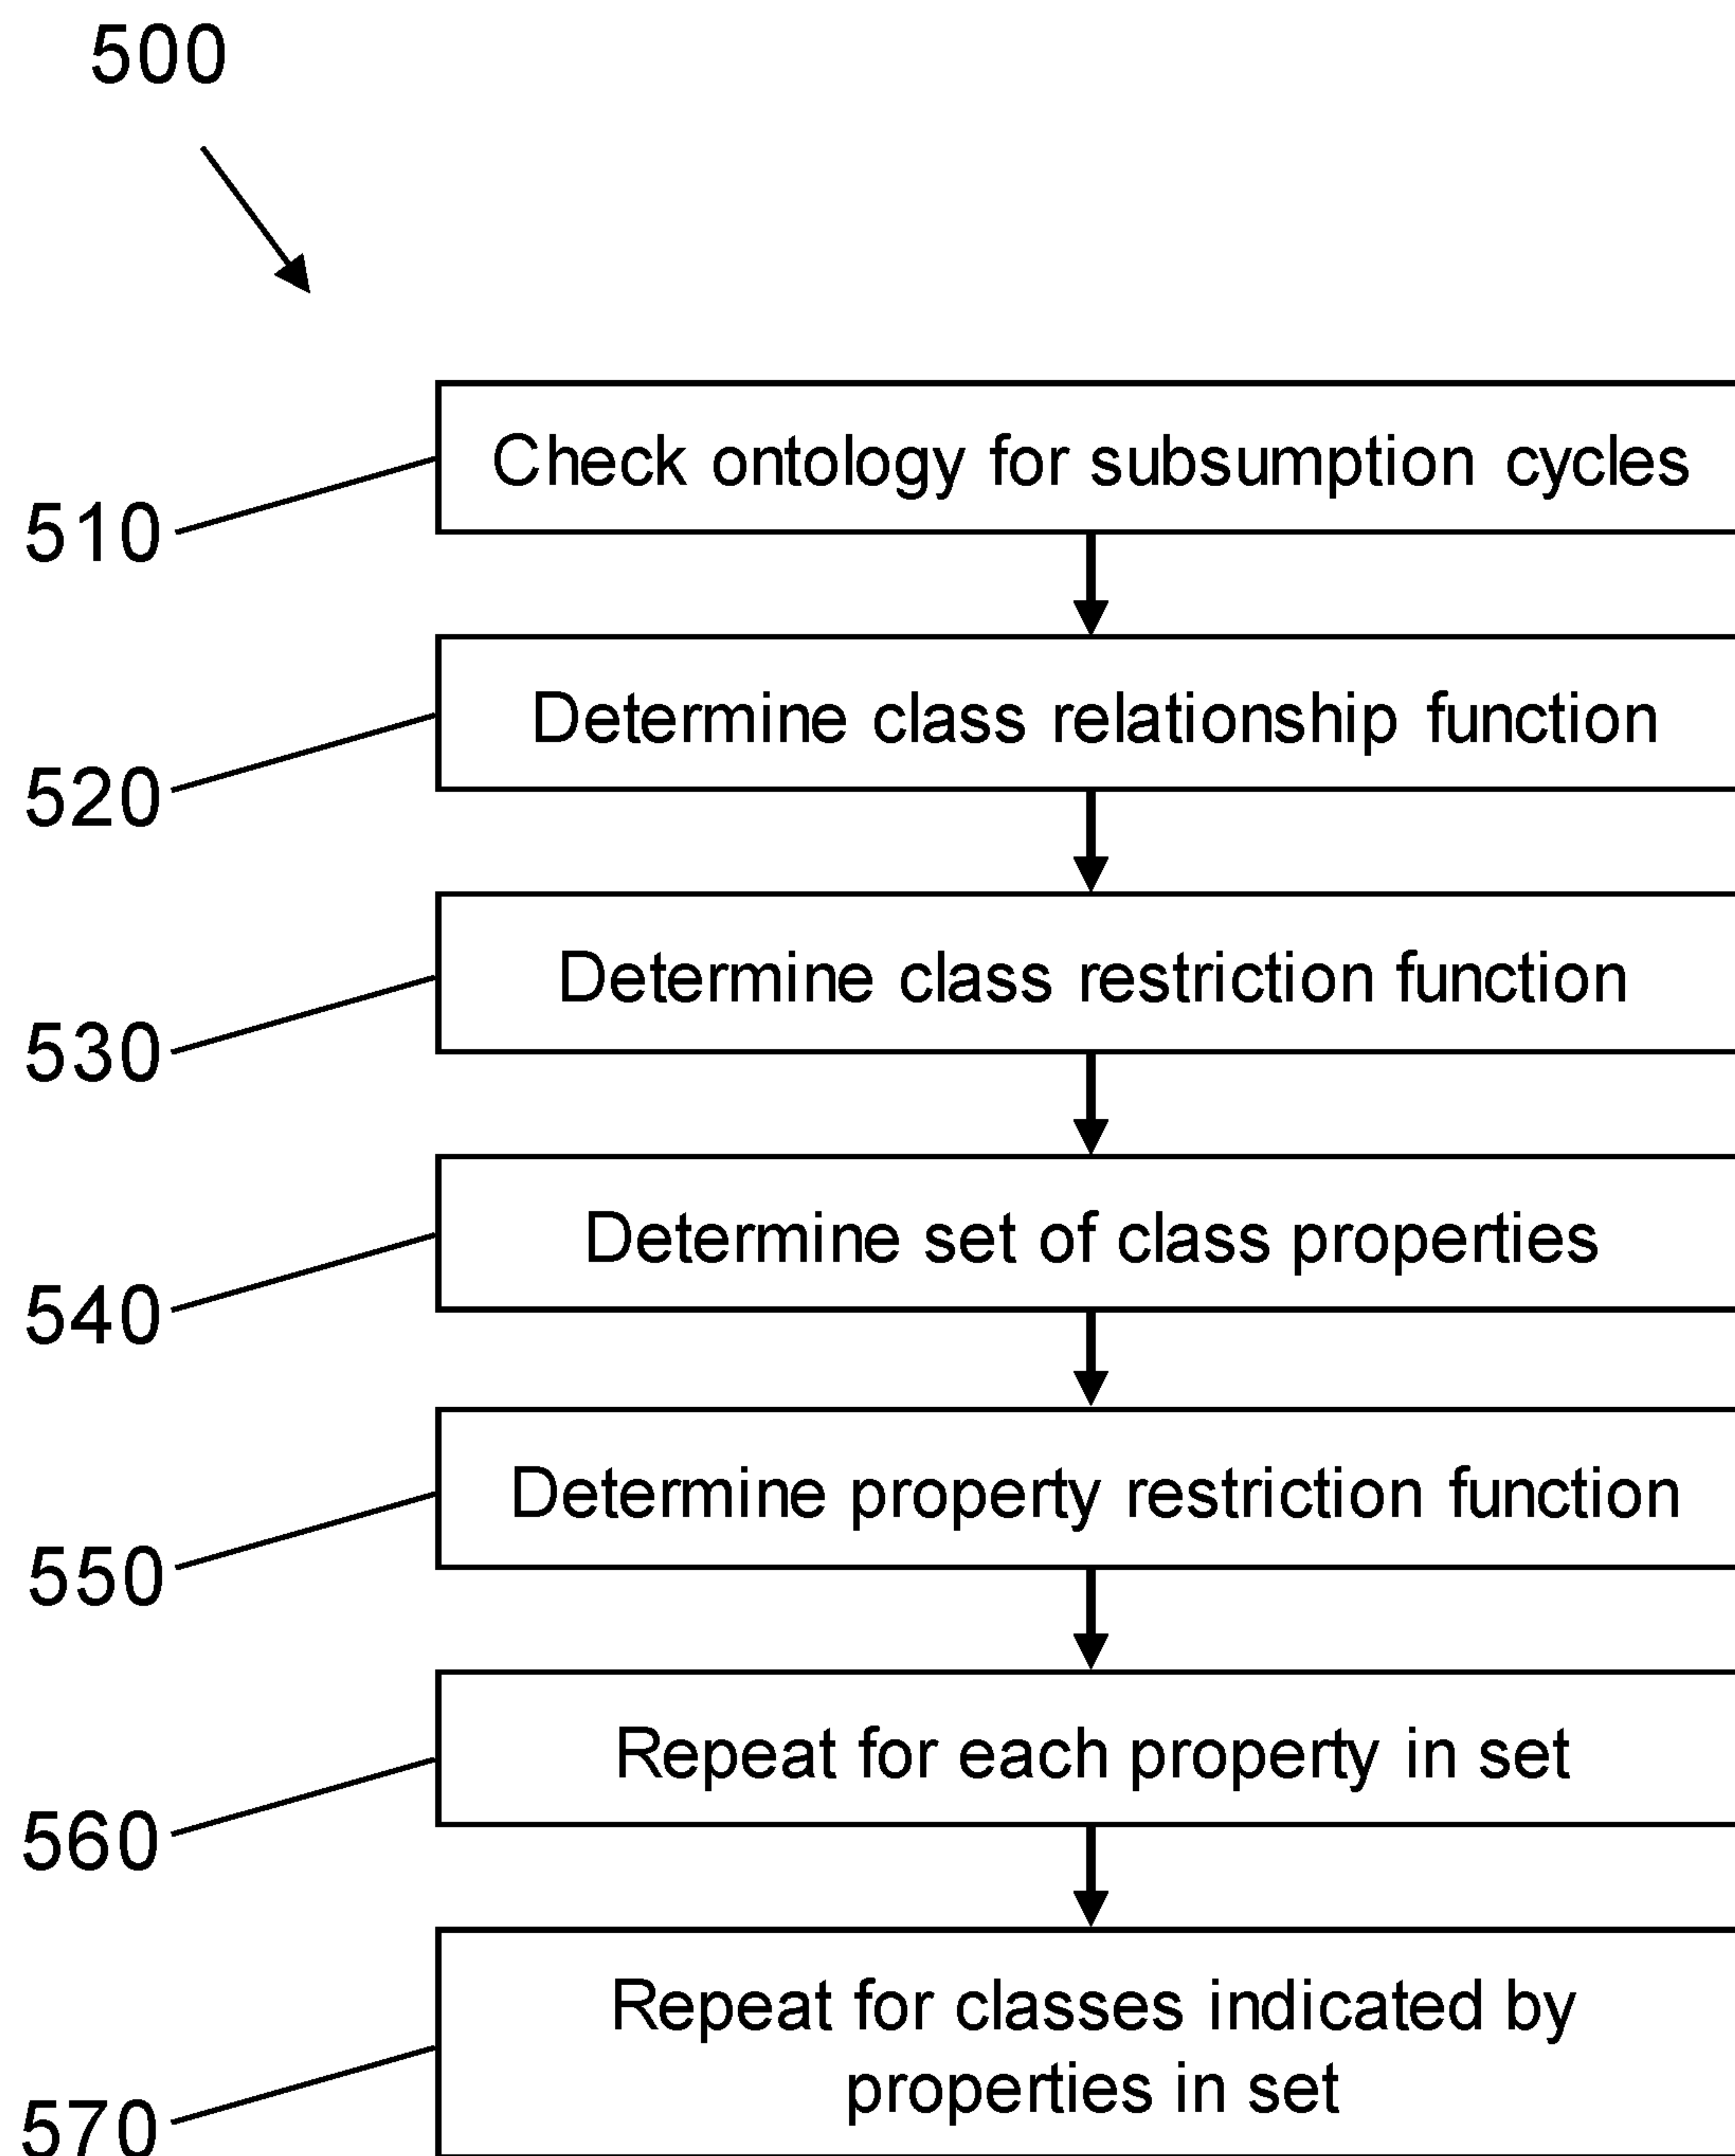 500
Check ontology for subsumption cycles
510
Determine class relationship function
520
Determine class restriction function
530
Determine set of class properties
540
Determine property restriction function
550
Repeat for each property in set
560
Repeat for classes indicated by
properties in set
570